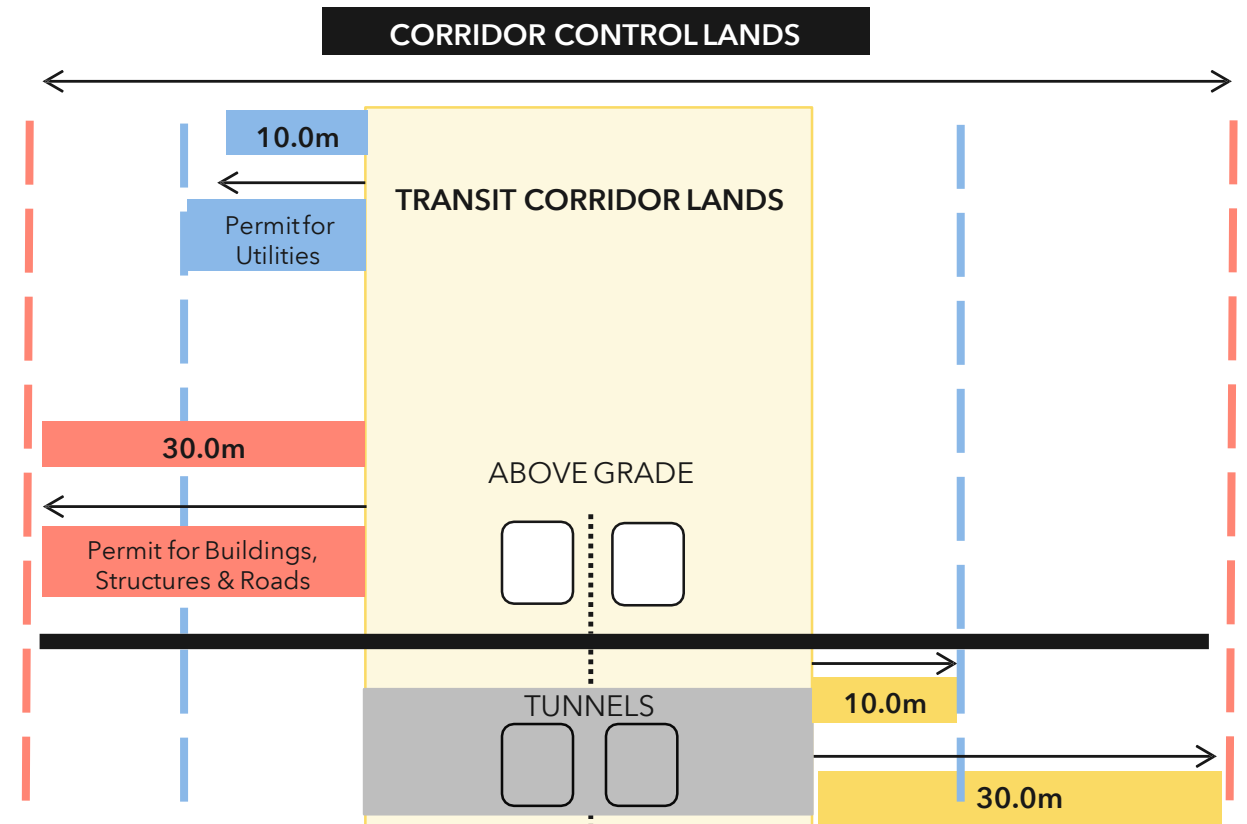 CORRIDOR CONTROL LANDS
10.0m
TRANSIT CORRIDOR LANDS
Permit for
Utilities
30.0m
ABOVE GRADE
Permit for Buildings,
Structures & Roads
TUNNELS
10.0m
30.0m